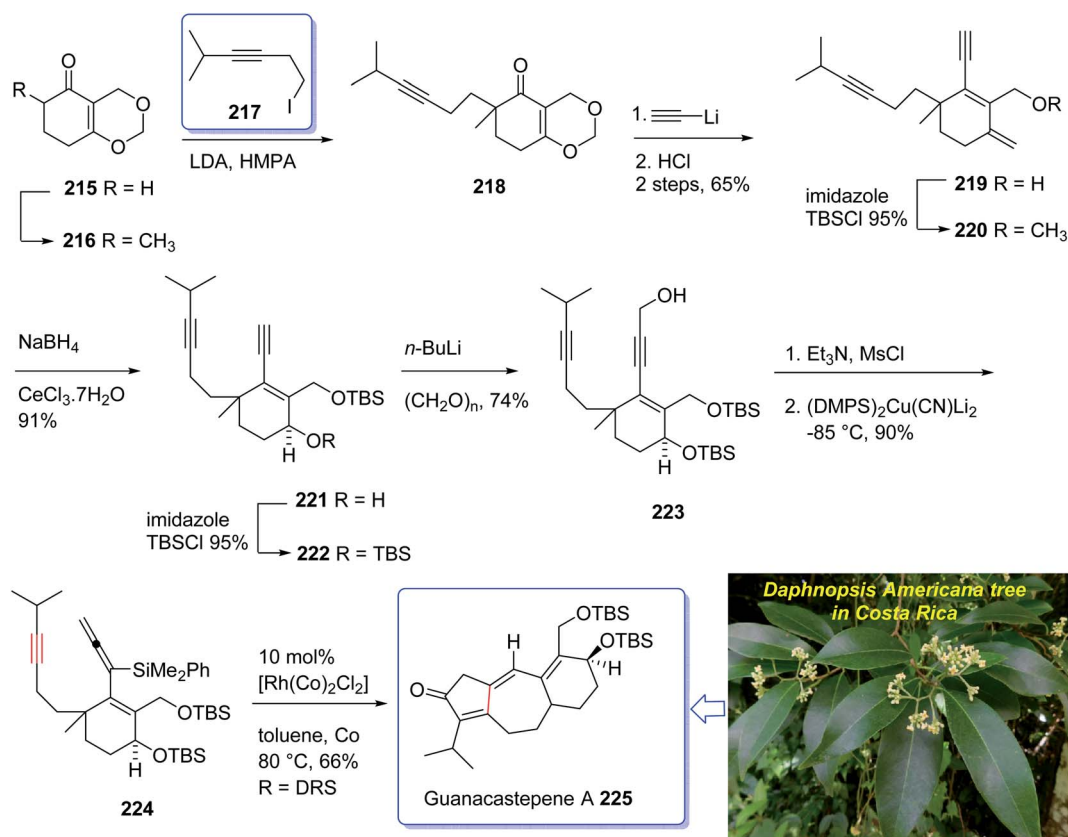 R
O
O
O
215 R = H
216 R = CH3
217
I
LDA, HMPA
O
O
O
218
1.
Li
2. HCl
2 steps, 65%
OR
219 R = H
imidazole
TBSCl 95%
220 R = CH3
NaBH4
CeCl3.7H2O
91%
OTBS
OR
H
221 R = H
imidazole
TBSCl 95%
222 R = TBS
n-BuLi
(CH2O)n, 74%
OH
OTBS
OTBS
H
223
1. Et3N, MsCl
2. (DMPS)2Cu(CN)Li2
-85 °C, 90%
SiMe2Ph
OTBS
OTBS
H
224
10 mol%
[Rh(Co)2Cl2]
toluene, Co
80 °C, 66%
R = DRS
OTBS
OTBS
H
H
O
Guanacastepene A 225
Daphnopsis Americana tree
in Costa Rica